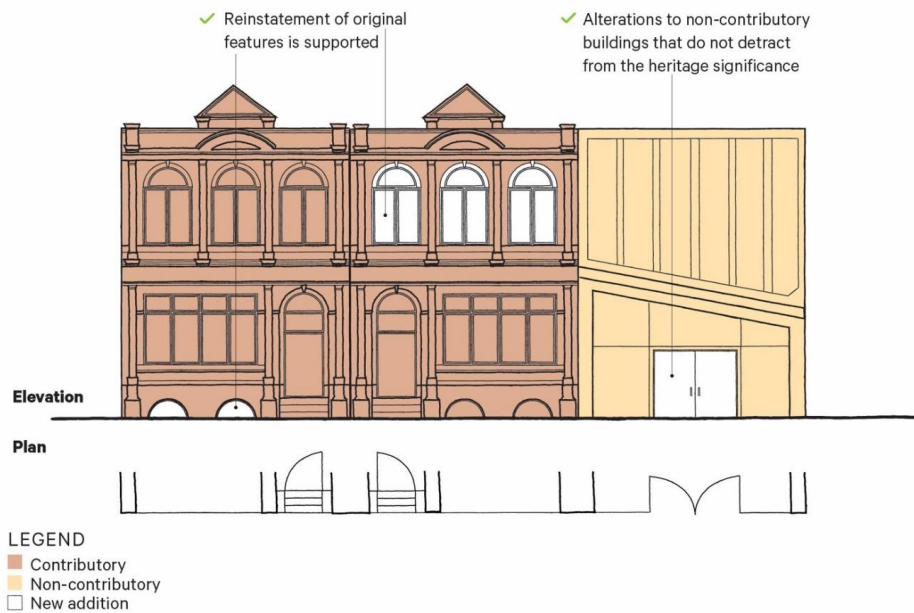 Reinstatement of original
features is supported
Alterations to non-contributory
buildings that do not detract
from the heritage significance
Elevation
Plan
LEGEND
Contributory
Non-contributory
New addition